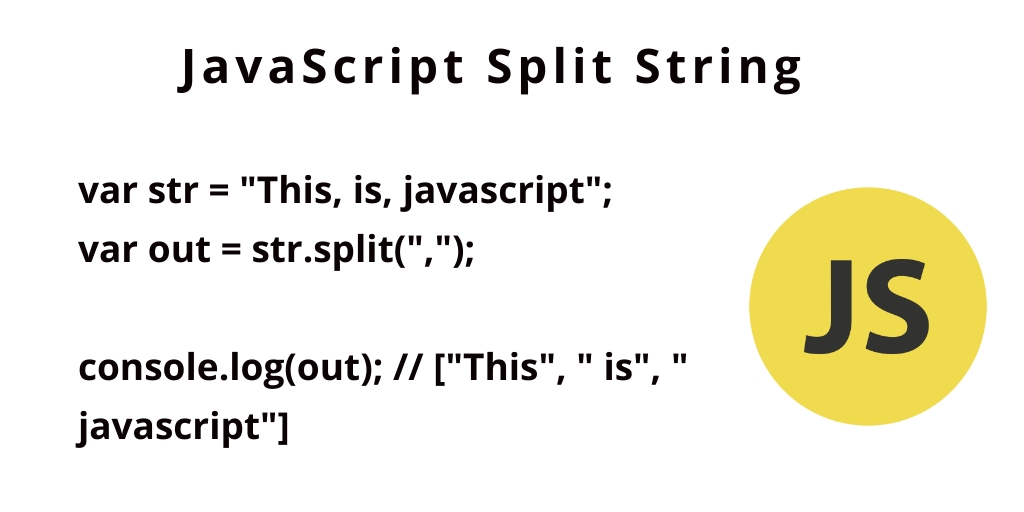 JavaScript Split String
var str = "This, is, javascript";
var out = str.split(",");
console.log(out); // ["This", " is", "
javascript"]
JS